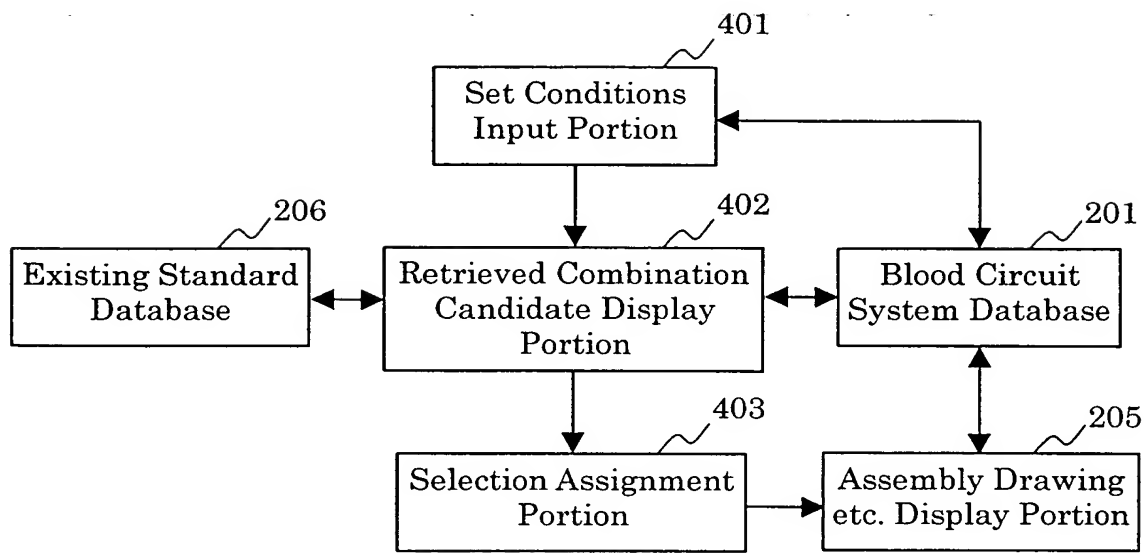 401
Set Conditions
Input Portion
206
Existing Standard
Database
402
Retrieved Combination
Candidate Display
Portion
201
Blood Circuit
System Database
403
Selection Assignment
Portion
205
Assembly Drawing
etc. Display Portion